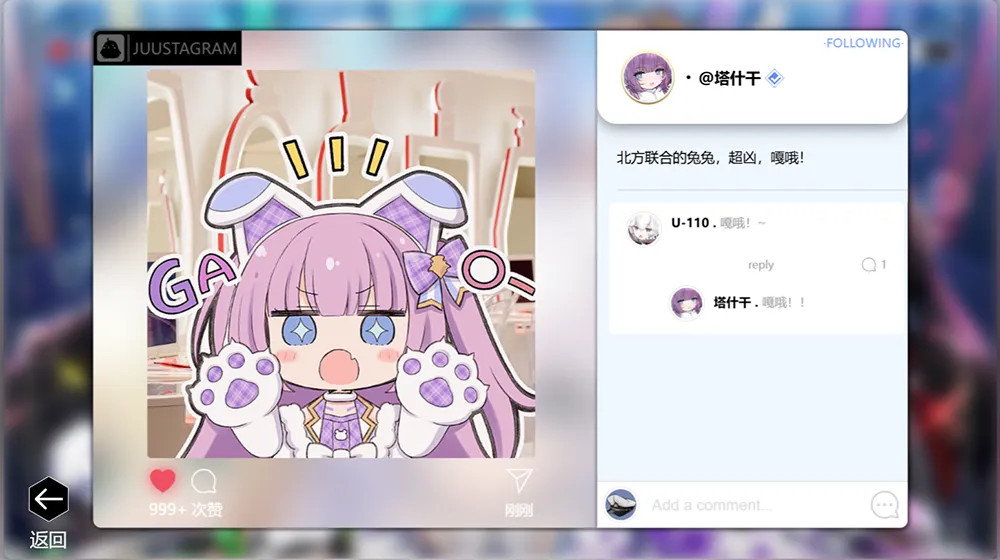 JUUSTAGRAM
GA
O-
999+ 次赞
刚刚
返回
·FOLLOWING·
· @塔什干
北方联合的兔兔，超凶，嘎哦！
U-110 . 嘎哦！~
reply
1
塔什干 . 嘎哦！！
Add a comment...